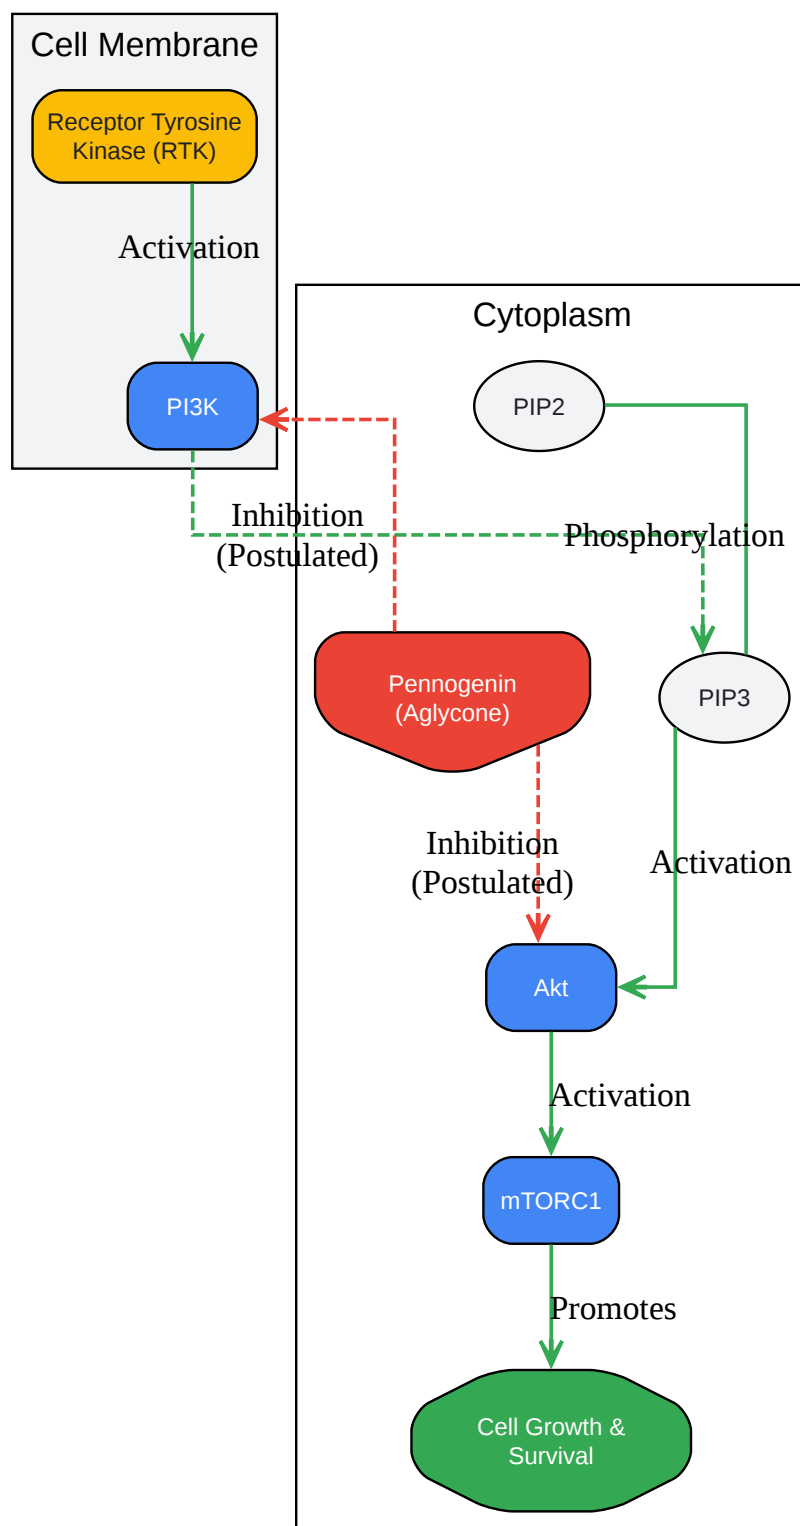 Cell Membrane
Receptor Tyrosine
Kinase (RTK)
Activation
PI3K
Cytoplasm
PIP2
Inhibition
(Postulated)
Phosphorylation
Pennogenin
(Aglycone)
PIP3
Inhibition
(Postulated)
Activation
Akt
Activation
mTORC1
Promotes
Cell Growth &
Survival